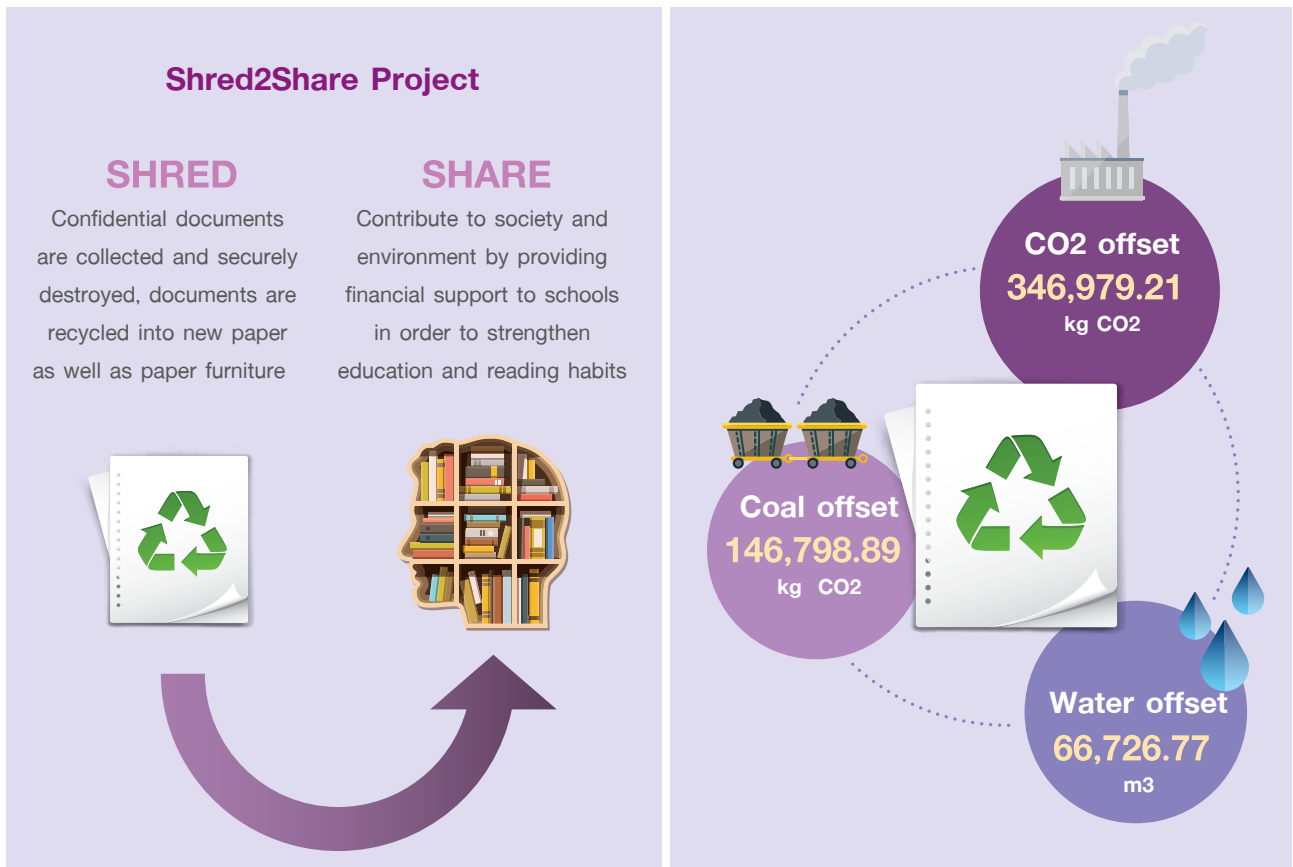 Shred2Share Project
SHRED
Confidential documents
are collected and securely
destroyed, documents are
recycled into new paper
as well as paper furniture
SHARE
Contribute to society and
environment by providing
financial support to schools
in order to strengthen
education and reading habits
CO2 offset
346,979.21
kg CO2
Coal offset
146,798.89
kg CO2
Water offset
66,726.77
m3